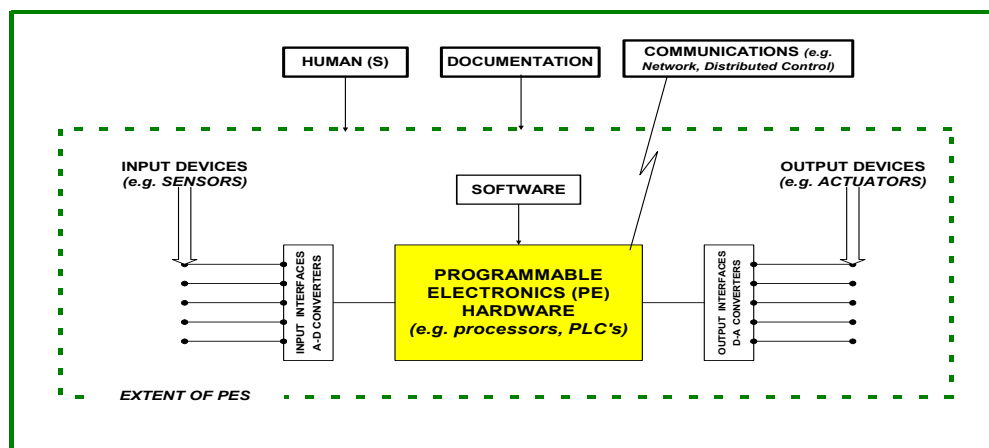 HUMAN (S)
DOCUMENTATION
COMMUNICATIONS (e.g.
Network, Distributed Control)
INPUT DEVICES
(e.g. SENSORS)
OUTPUT DEVICES
(e.g. ACTUATORS)
SOFTWARE
INPUT INTERFACES
A-D CONVERTERS
PROGRAMMABLE
ELECTRONICS (PE)
HARDWARE
(e.g. processors, PLC's)
OUTPUT INTERFACES
D-A CONVERTERS
EXTENT OF PES